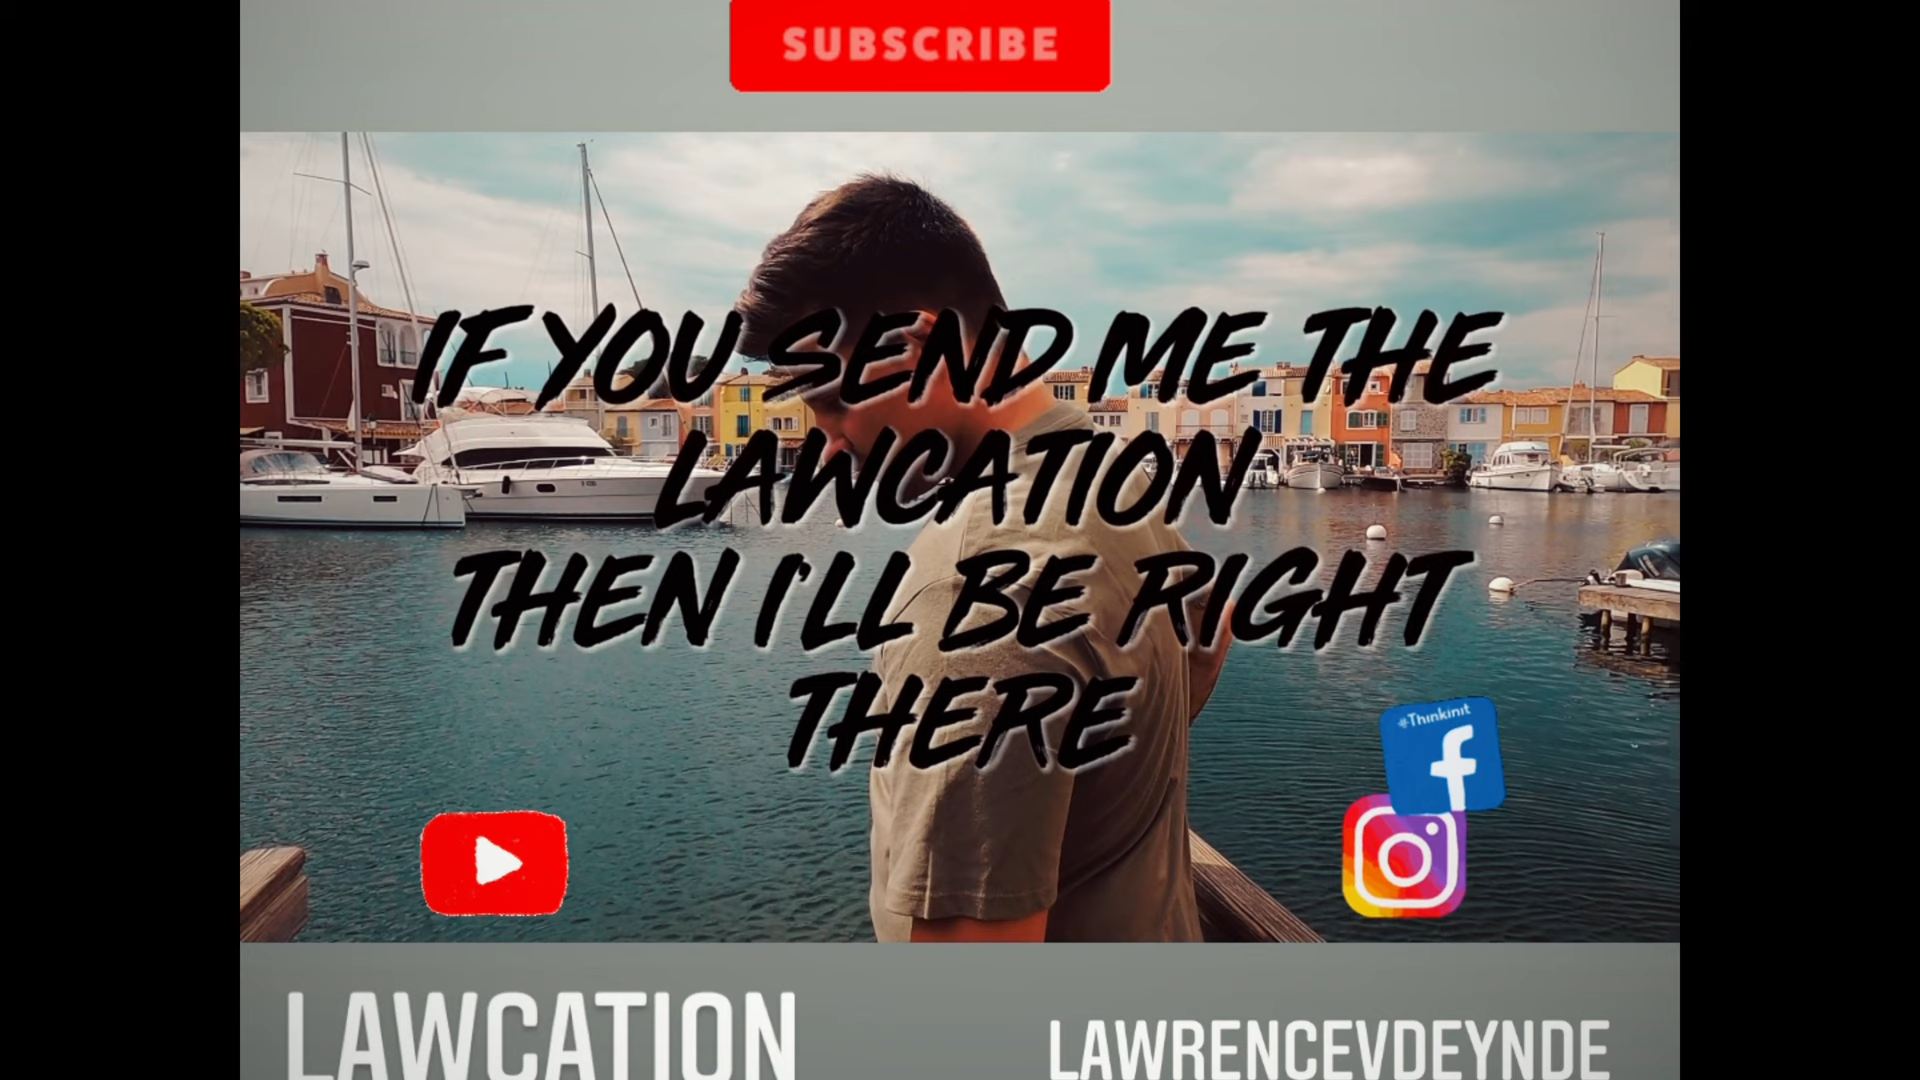 SUBSCRIBE
IF YOU SEND ME THE
LAWCATION
THEN I'LL BE RIGHT
THERE
#Thinkinit
LAWCATION
LAWRENCEVDEYNDE